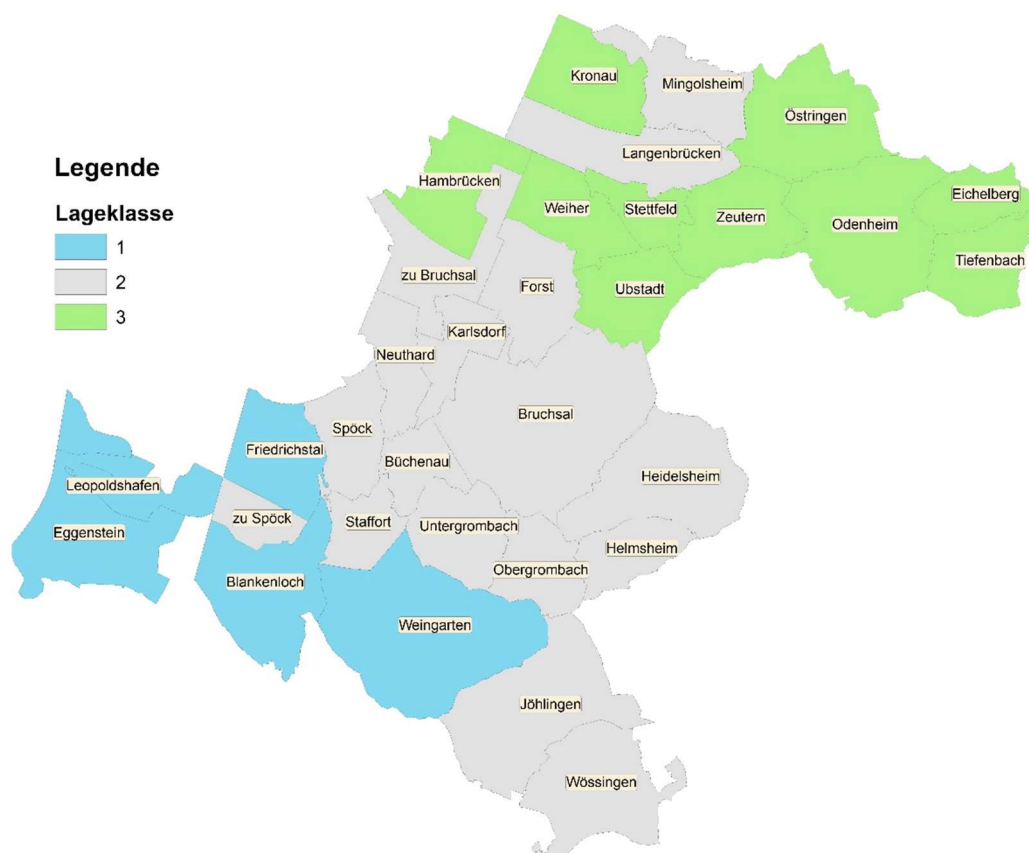 Legende
Lageklasse
1
2
3
Kronau
Mingolsheim
Östringen
Langenbrücken
Hambrücken
Weiher
Stettfeld
Zeutern
Odenheim
Eichelberg
Tiefenbach
zu Bruchsal
Forst
Ubstadt
Karlsdorf
Neuthard
Bruchsal
Spöck
Friedrichstal
Büchenau
Heidelsheim
Leopoldshafen
Eggenstein
zu Spöck
Staffort
Untergrombach
Helmsheim
Obergrombach
Blankenloch
Weingarten
Jöhlingen
Wössingen